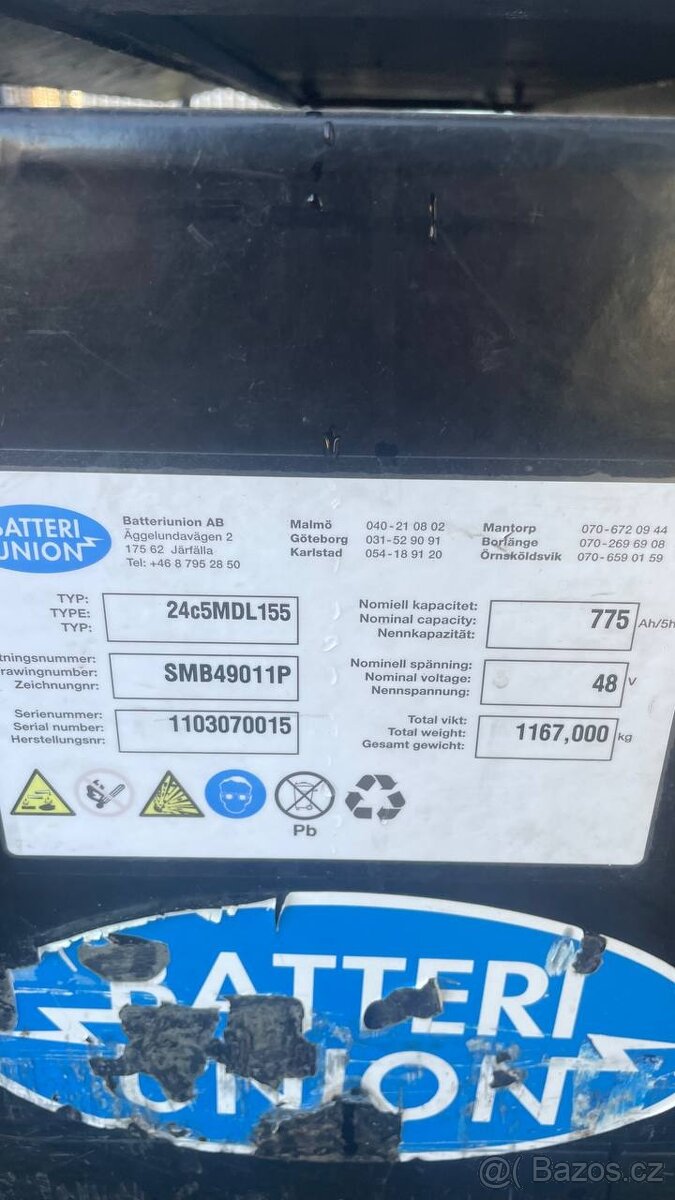 BATTERI
UNION
Batteriunion AB
Äggelundavägen 2
175 62 Järfälla
Tel: +46 8 795 28 50
Malmö 040-21 08 02
Göteborg 031-52 90 91
Karlstad 054-18 91 20
Mantorp 070-672 09 44
Borlänge 070-269 69 08
Örnsköldsvik 070-659 01 59
TYP:
TYPE:
TYP:
24c5MDL155
Nomiell kapacitet:
Nominal capacity:
Nennkapazität:
775 Ah/5h
tningsnummer:
rawingnumber:
Zeichnungnr:
SMB49011P
Nominell spänning:
Nominal voltage:
Nennspannung:
48 V
Serienummer:
Serial number:
Herstellungsnr:
1103070015
Total vikt:
Total weight:
Gesamt gewicht:
1167,000 kg
Pb
BATTERI
UNION
@( Bazos.cz